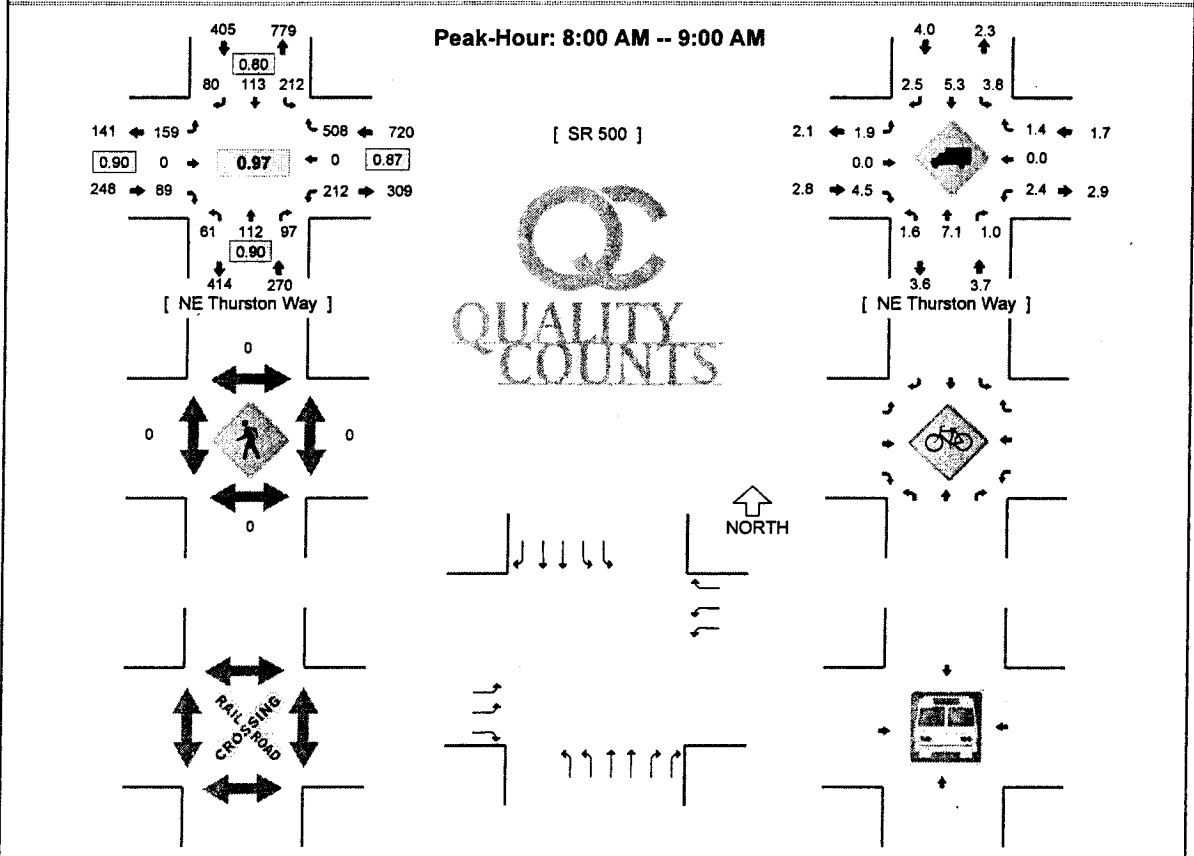 Peak-Hour: 8:00 AM -- 9:00 AM
405 779
0.80
80 113 212
141 159 508 720
0.90 0 0.97 0 0.87
248 89 212 309
61 112 97
0.90
414 270
[ NE Thurston Way ]
[ SR 500 ]
QC
QUALITY
COUNTS
4.0 2.3
2.5 5.3 3.8
2.1 1.9 1.4 1.7
0.0 0.0
2.8 4.5 2.4 2.9
1.6 7.1 1.0
3.6 3.7
[ NE Thurston Way ]
0
0 0
0
NORTH
RAIL ROAD
CROSSING